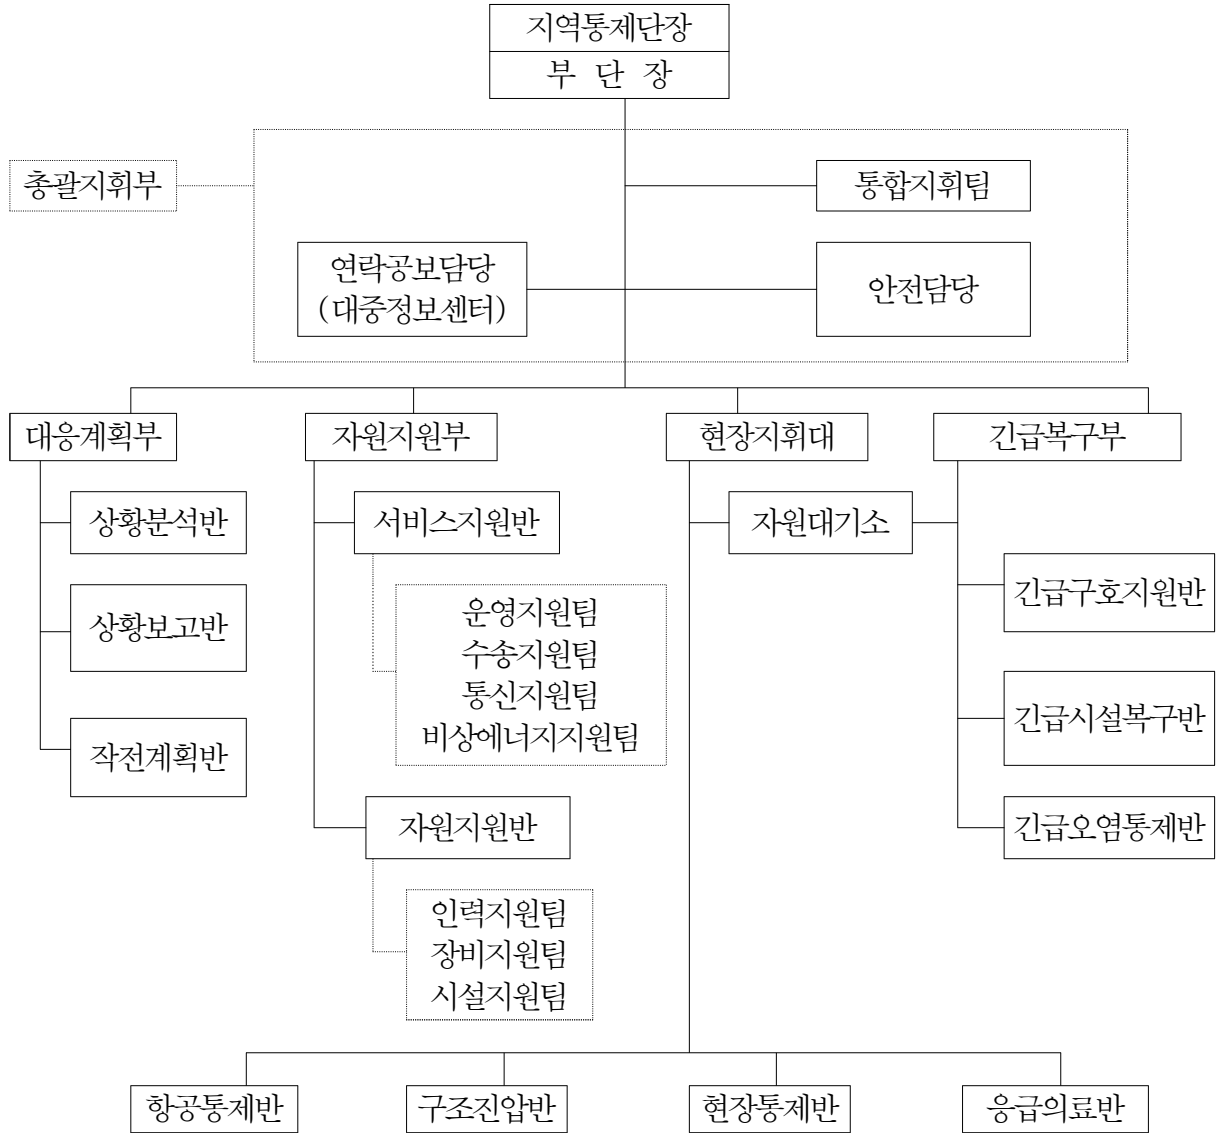 지역통제단장
부 단 장
총괄지휘부
통합지휘팀
연락공보담당
(대중정보센터)
안전담당
대응계획부
자원지원부
현장지휘대
긴급복구부
상황분석반
서비스지원반
자원대기소
긴급구호지원반
상황보고반
운영지원팀
수송지원팀
통신지원팀
비상에너지지원팀
긴급시설복구반
작전계획반
자원지원반
긴급오염통제반
인력지원팀
장비지원팀
시설지원팀
항공통제반
구조진압반
현장통제반
응급의료반